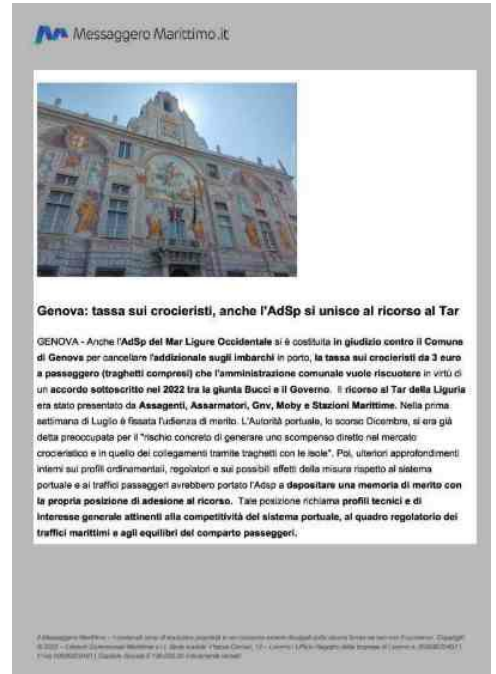 Messaggero Marittimo.it
Genova: tassa sui crocieristi, anche l'AdSp si unisce al ricorso al Tar
GENOVA - Anche l'AdSp del Mar Ligure Occidentale si è costituita in giudizio contro il Comune
di Genova per cancellare l'addizionale sugli imbarchi in porto, la tassa sui crocieristi da 3 euro
a passeggero (traghetti compresi) che l'amministrazione comunale vuole riscuotere in virtù di
un accordo sottoscritto nel 2022 tra la giunta Bucci e il Governo. Il ricorso al Tar della Liguria
era stato presentato da Assagenti, Assarmatori, Gnv, Moby e Stazioni Marittime. Nella prima
settimana di Luglio è fissata l'udienza di merito. L'Autorità portuale, lo scorso Dicembre, si era già
detta preoccupata per il "rischio concreto di generare uno scompenso diretto nel mercato
crocieristico e in quello dei collegamenti tramite traghetti con le isole". Poi, ulteriori approfondimenti
interni sui profili ordinamentali, regolatori e sui possibili effetti della misura rispetto al sistema
portuale e ai traffici passeggeri avrebbero portato l'Adsp a depositare una memoria di merito con
la propria posizione di adesione al ricorso. Tale posizione richiama profili tecnici e di
interesse generale attinenti alla competitività del sistema portuale, al quadro regolatorio dei
traffici marittimi e agli equilibri del comparto passeggeri.